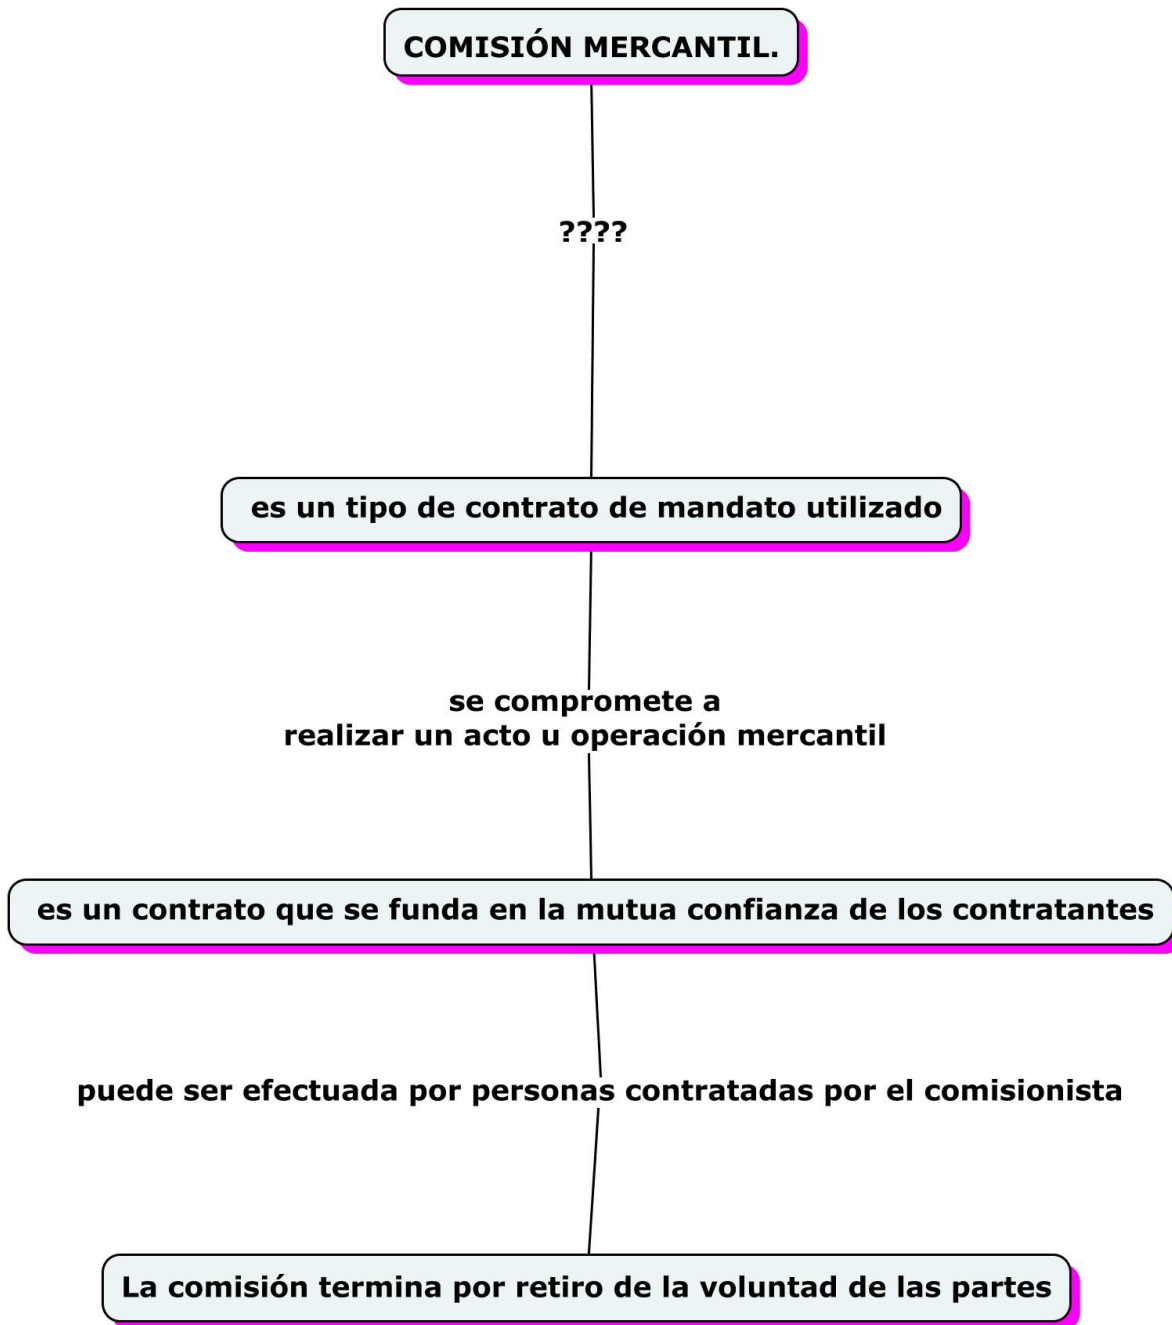 COMISIÓN MERCANTIL.
????
es un tipo de contrato de mandato utilizado
se compromete a
realizar un acto u operación mercantil
es un contrato que se funda en la mutua confianza de los contratantes
puede ser efectuada por personas contratadas por el comisionista
La comisión termina por retiro de la voluntad de las partes